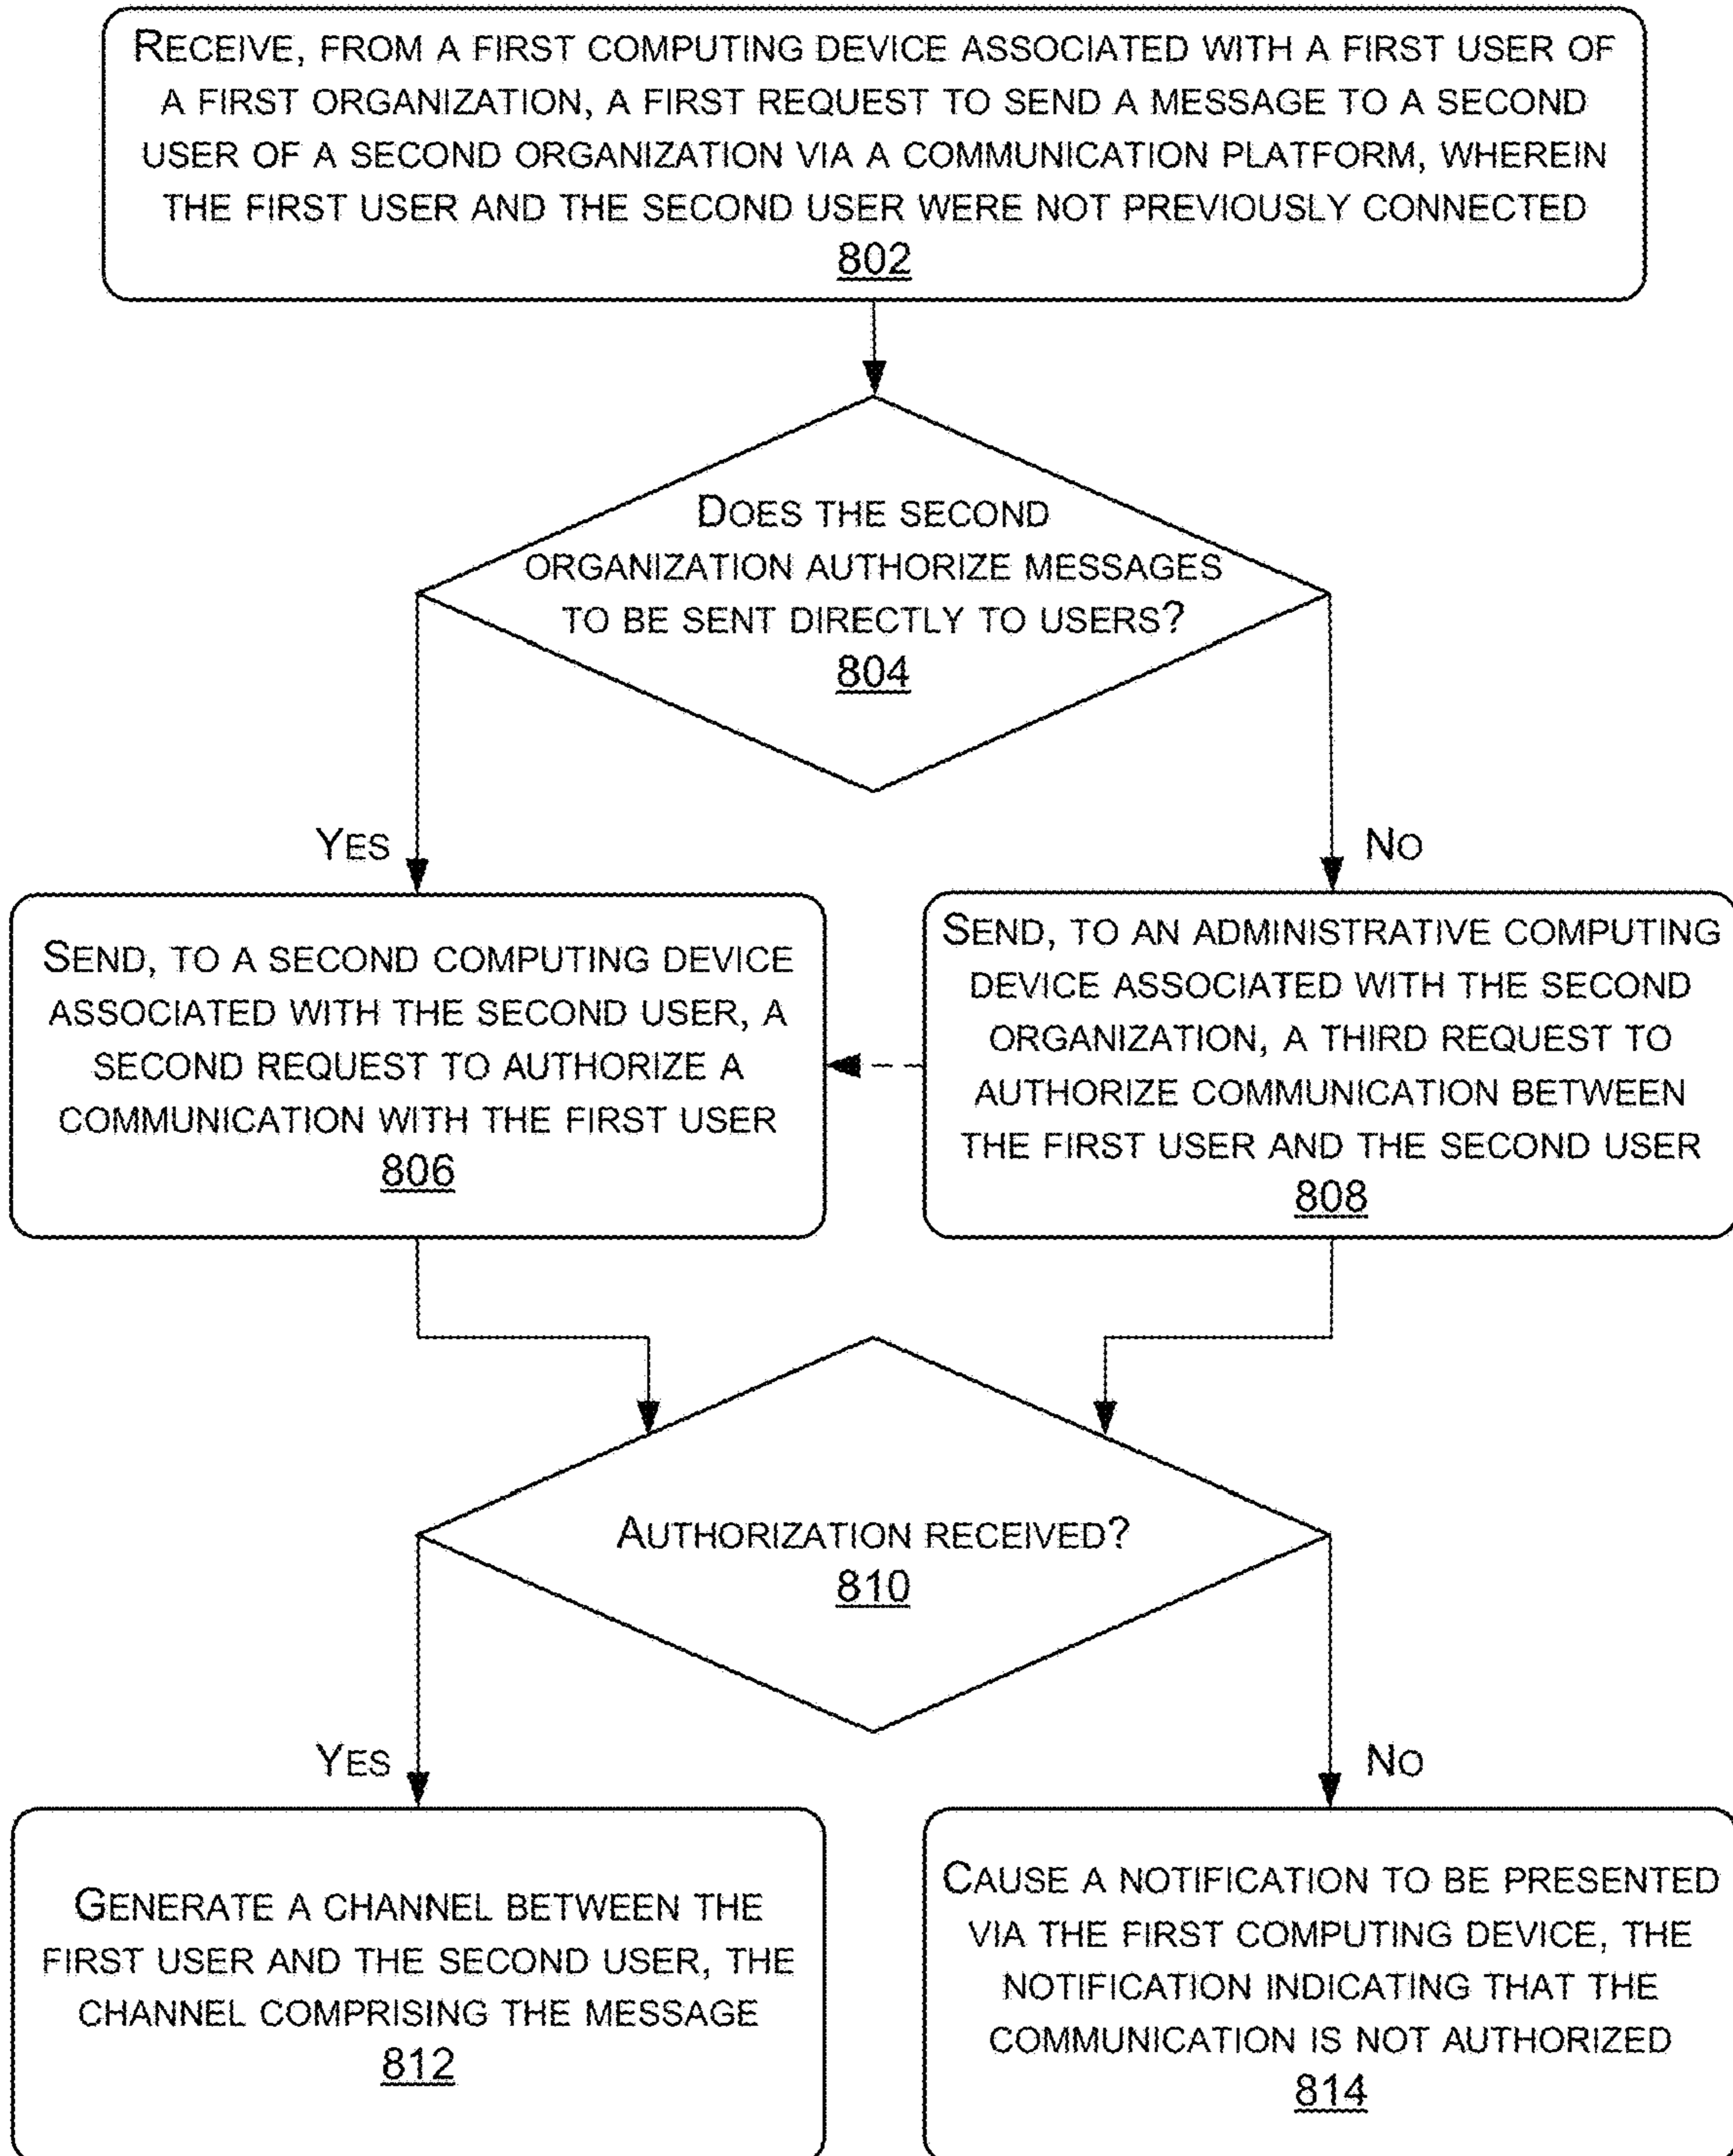 RECEIVE, FROM A FIRST COMPUTING DEVICE ASSOCIATED WITH A FIRST USER OF
A FIRST ORGANIZATION, A FIRST REQUEST TO SEND A MESSAGE TO A SECOND
USER OF A SECOND ORGANIZATION VIA A COMMUNICATION PLATFORM, WHEREIN
THE FIRST USER AND THE SECOND USER WERE NOT PREVIOUSLY CONNECTED
802
DOES THE SECOND
ORGANIZATION AUTHORIZE MESSAGES
TO BE SENT DIRECTLY TO USERS?
804
YES
NO
SEND, TO A SECOND COMPUTING DEVICE
ASSOCIATED WITH THE SECOND USER, A
SECOND REQUEST TO AUTHORIZE A
COMMUNICATION WITH THE FIRST USER
806
SEND, TO AN ADMINISTRATIVE COMPUTING
DEVICE ASSOCIATED WITH THE SECOND
ORGANIZATION, A THIRD REQUEST TO
AUTHORIZE COMMUNICATION BETWEEN
THE FIRST USER AND THE SECOND USER
808
AUTHORIZATION RECEIVED?
810
YES
NO
GENERATE A CHANNEL BETWEEN THE
FIRST USER AND THE SECOND USER, THE
CHANNEL COMPRISING THE MESSAGE
812
CAUSE A NOTIFICATION TO BE PRESENTED
VIA THE FIRST COMPUTING DEVICE, THE
NOTIFICATION INDICATING THAT THE
COMMUNICATION IS NOT AUTHORIZED
814